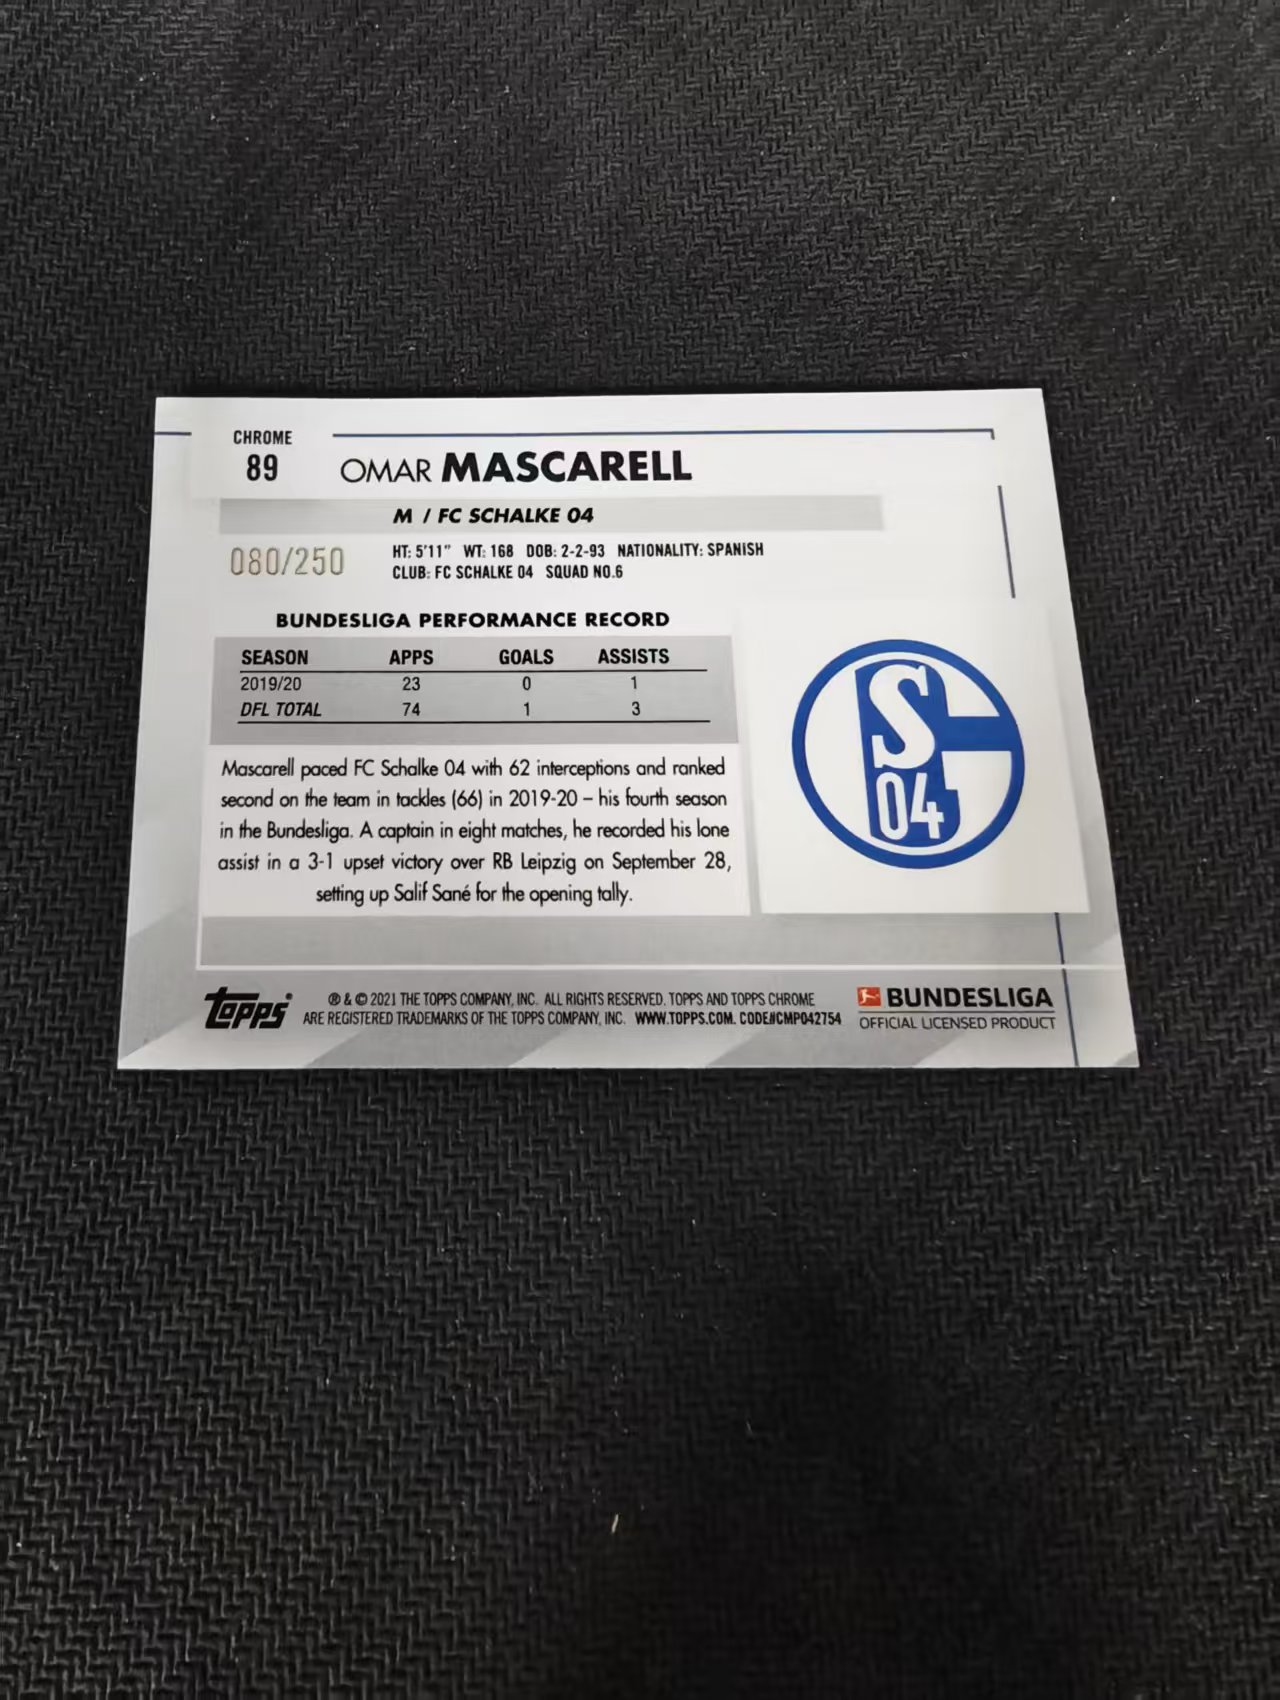 CHROME
89
OMAR MASCARELL
M / FC SCHALKE 04
080/250
HT: 5'11" WT: 168 DOB: 2-2-93 NATIONALITY: SPANISH
CLUB: FC SCHALKE 04 SQUAD NO.6
BUNDESLIGA PERFORMANCE RECORD
SEASON APPS GOALS ASSISTS
2019/20 23 0 1
DFL TOTAL 74 1 3
Mascarell paced FC Schalke 04 with 62 interceptions and ranked
second on the team in tackles (66) in 2019-20 – his fourth season
in the Bundesliga. A captain in eight matches, he recorded his lone
assist in a 3-1 upset victory over RB Leipzig on September 28,
setting up Salif Sané for the opening tally.
S
04
Topps®
® & © 2021 THE TOPPS COMPANY, INC. ALL RIGHTS RESERVED. TOPPS AND TOPPS CHROME
ARE REGISTERED TRADEMARKS OF THE TOPPS COMPANY, INC. WWW.TOPPS.COM. CODE#CMP042754
BUNDESLIGA
OFFICIAL LICENSED PRODUCT